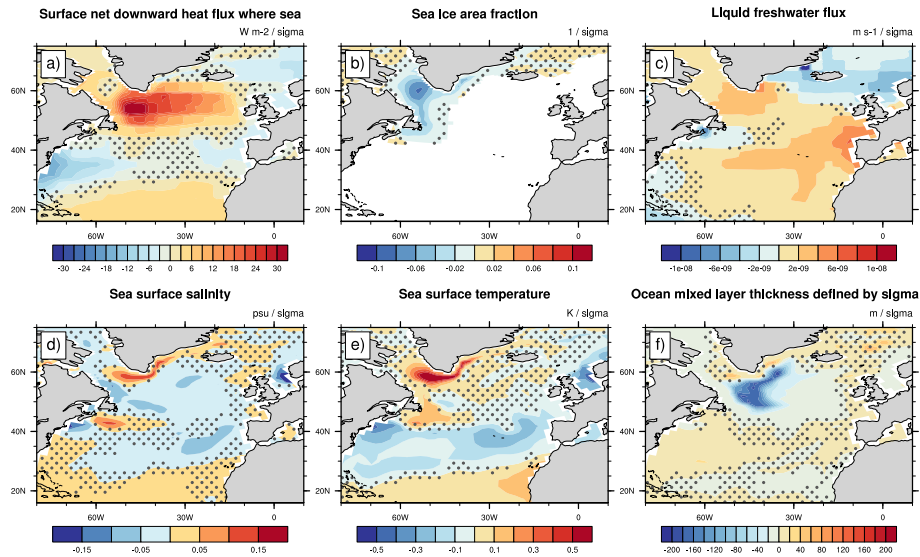 Surface net downward heat flux where sea
W m-2 / sigma
a)
60N
40N
20N
60W 30W 0
-30 -24 -18 -12 -6 0 6 12 18 24 30
Sea Ice area fraction
1 / sigma
b)
60N
40N
20N
60W 30W 0
-0.1 -0.06 -0.02 0.02 0.06 0.1
Liquid freshwater flux
m s-1 / sigma
c)
60N
40N
20N
60W 30W 0
-1e-08 -6e-09 -2e-09 2e-09 6e-09 1e-08
Sea surface salinity
psu / sigma
d)
60N
40N
20N
60W 30W 0
-0.15 -0.05 0.05 0.15
Sea surface temperature
K / sigma
e)
60N
40N
20N
60W 30W 0
-0.5 -0.3 -0.1 0.1 0.3 0.5
Ocean mixed layer thickness defined by sigma
m / sigma
f)
60N
40N
20N
60W 30W 0
-200 -160 -120 -80 -40 0 40 80 120 160 200